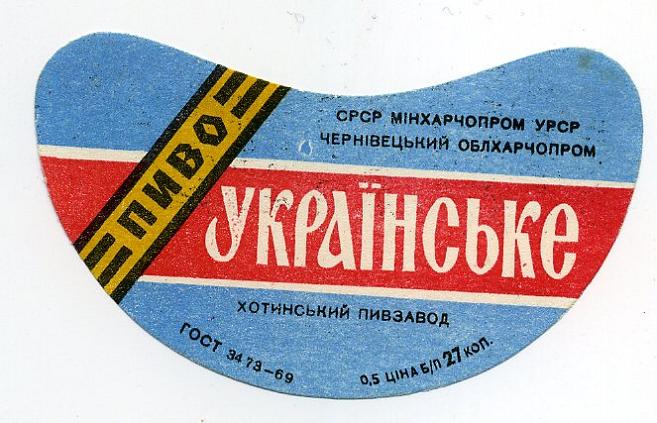 ПИВО
СРСР МІНХАРЧОПРОМ УРСР
ЧЕРНІВЕЦЬКИЙ ОБЛХАРЧОПРОМ
УКРАЇНСЬКЕ
ХОТИНСЬКИЙ ПИВЗАВОД
ГОСТ 3473-69
0,5 ЦІНА Б/П 27 КОП.